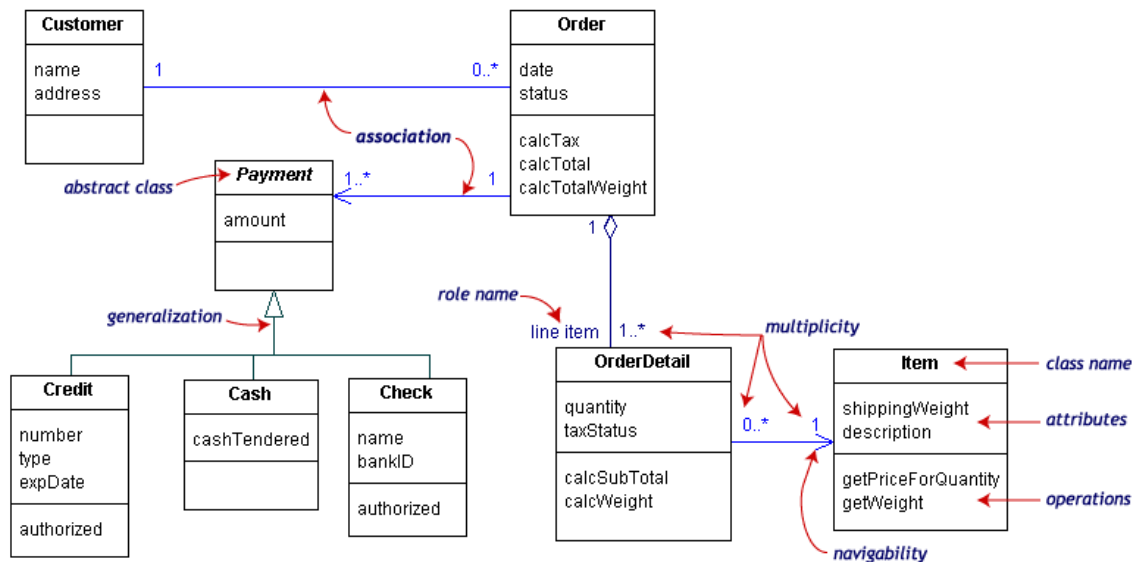 Customer
name
address
1
0..*
Order
date
status
calcTax
calcTotal
calcTotalWeight
association
abstract class
Payment
amount
1..*
1
1
generalization
role name
line item
1..*
multiplicity
Credit
number
type
expDate
authorized
Cash
cashTendered
Check
name
bankID
authorized
OrderDetail
quantity
taxStatus
calcSubTotal
calcWeight
0..*
1
Item
shippingWeight
description
getPriceForQuantity
getWeight
class name
attributes
operations
navigability